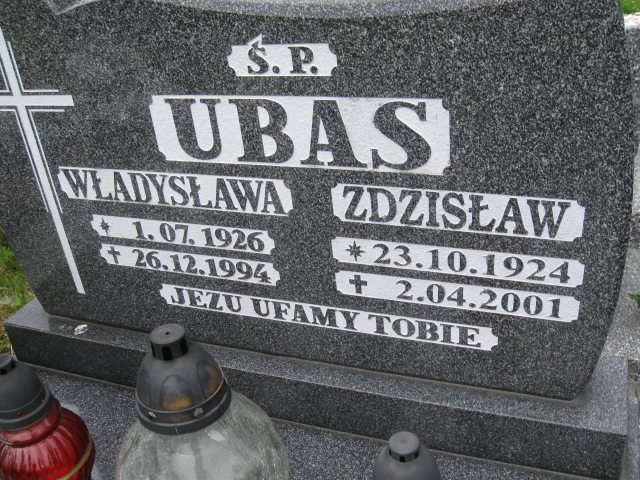 Ś.P.
UBAS
WŁADYSŁAWA
* 1.07.1926
✝ 26.12.1994
ZDZISŁAW
* 23.10.1924
✝ 2.04.2001
JEZU UFAMY TOBIE